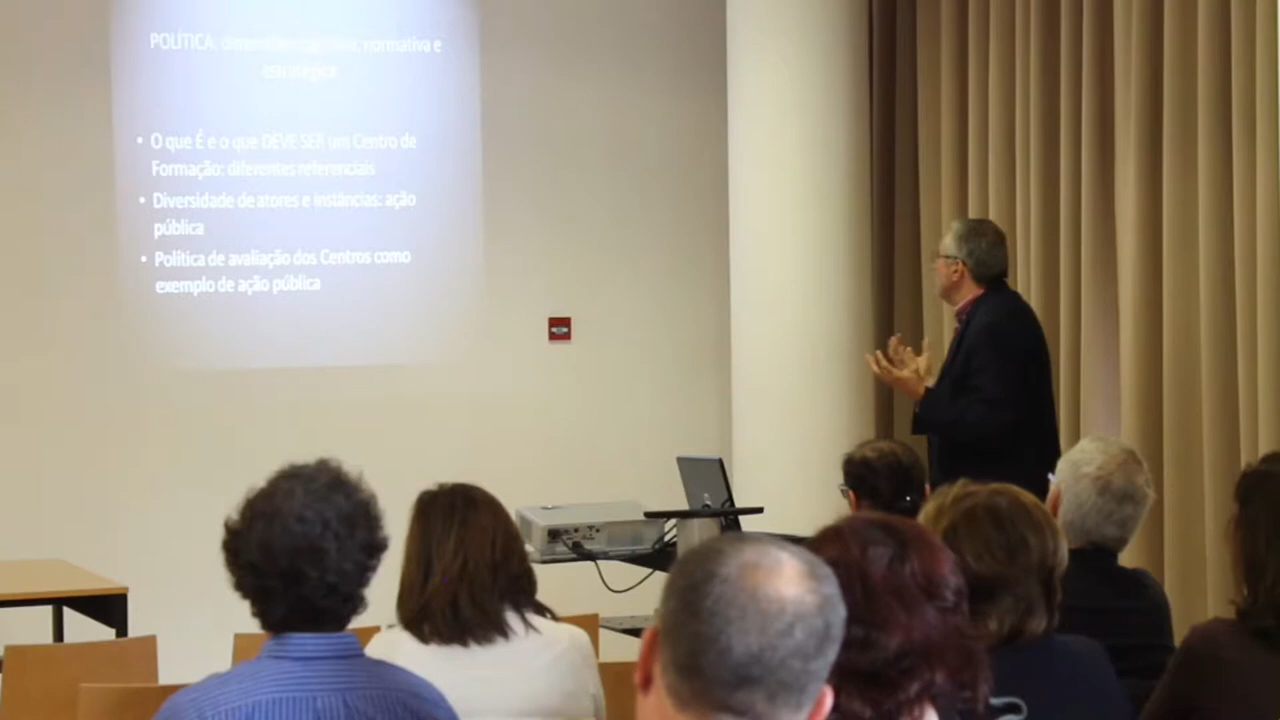 POLÍTICA: normativa e
estratégica
• O que É e o que DEVE SER um Centro de
Formação: diferentes referenciais
• Diversidade de atores e instâncias: ação
pública
• Política de avaliação dos Centros como
exemplo de ação pública